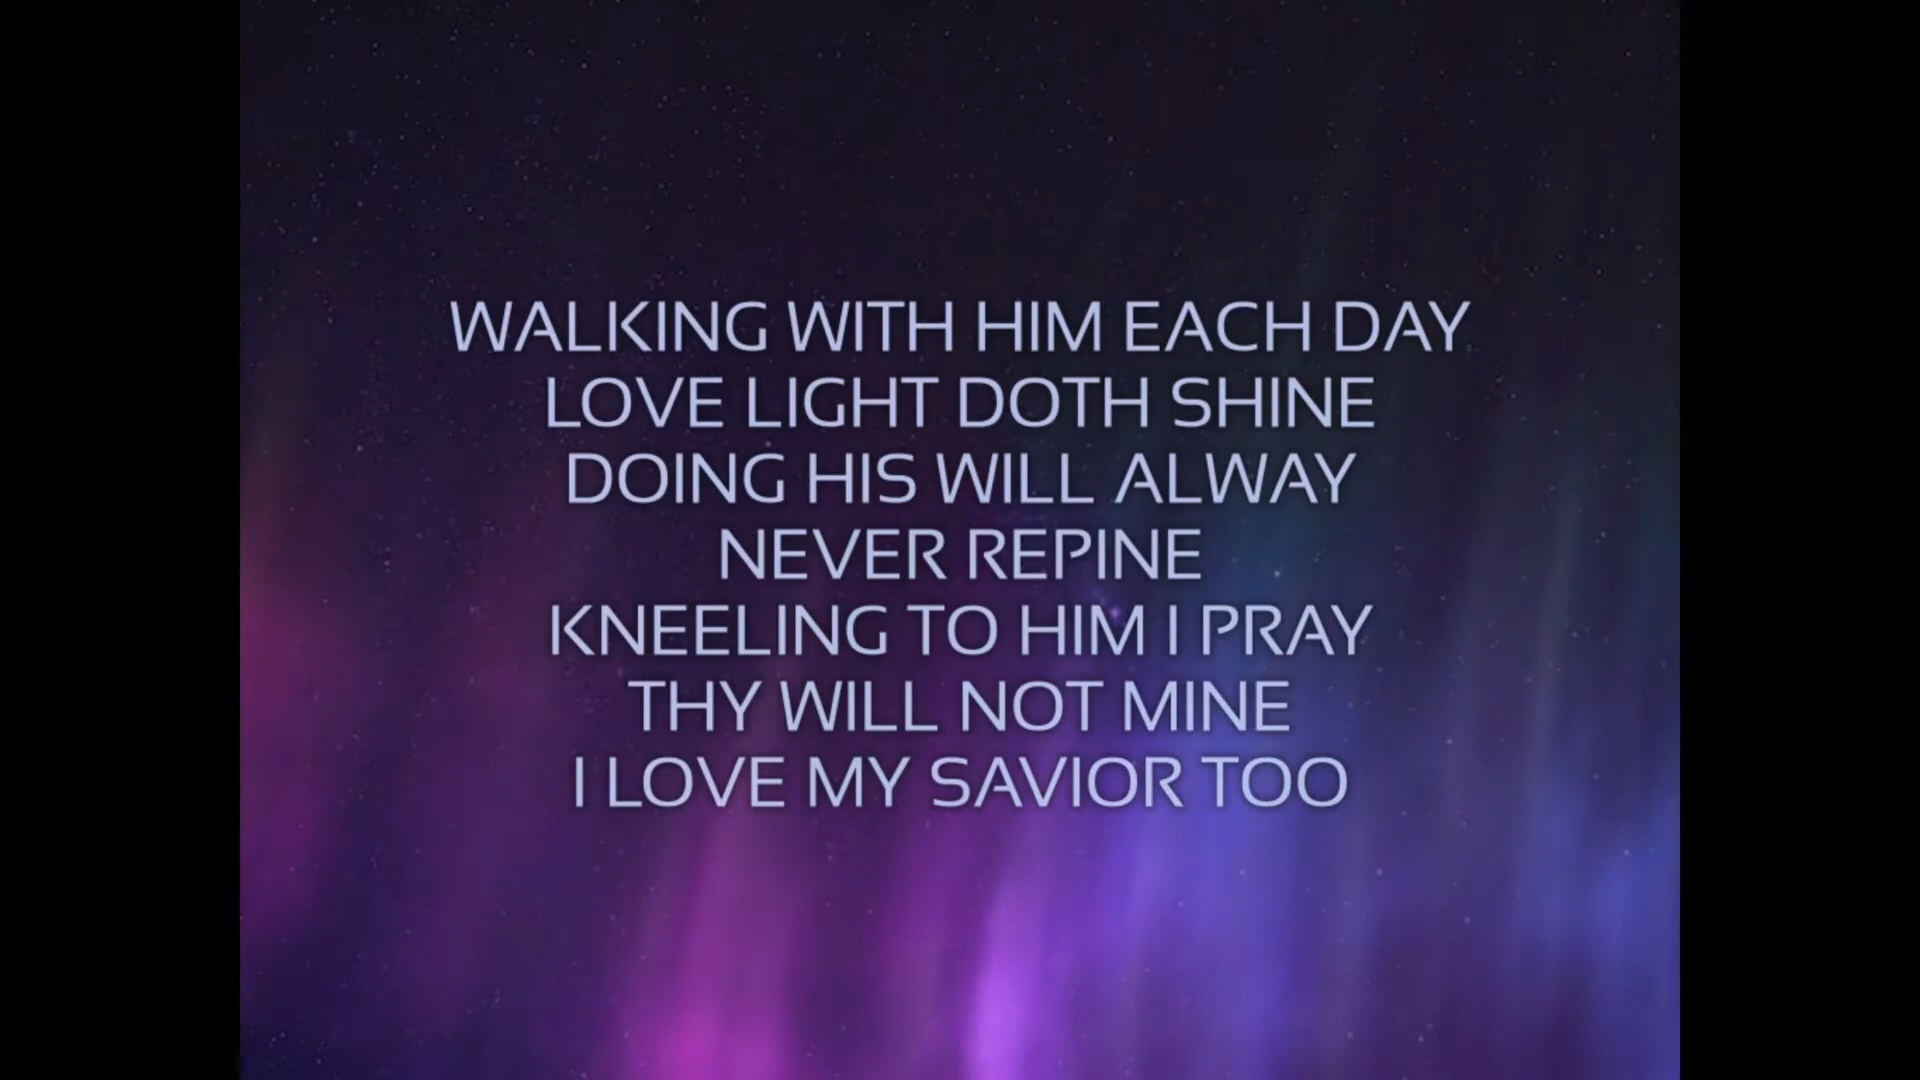 WALKING WITH HIM EACH DAY
LOVE LIGHT DOTH SHINE
DOING HIS WILL ALWAY
NEVER REPINE
KNEELING TO HIM I PRAY
THY WILL NOT MINE
I LOVE MY SAVIOR TOO